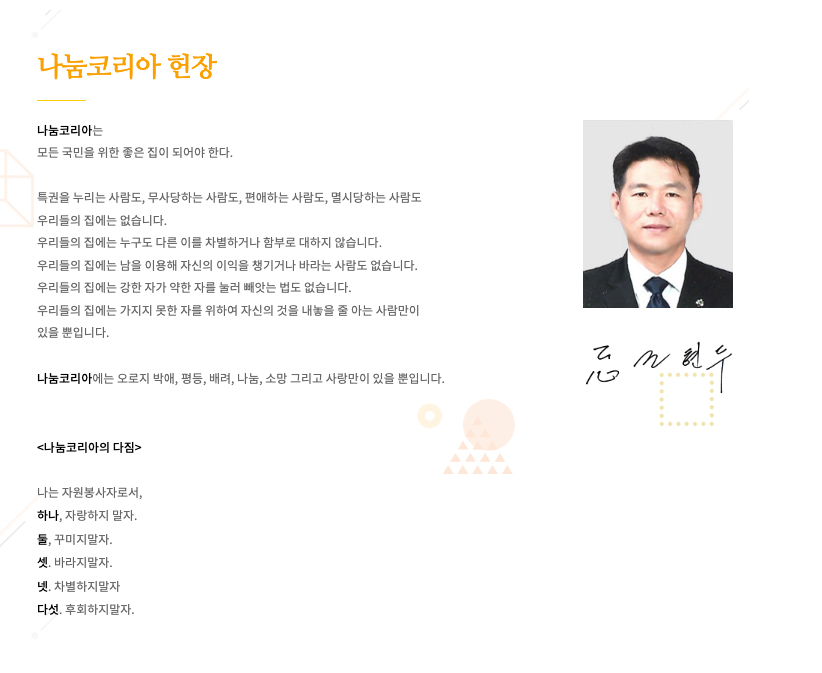 나눔코리아 헌장
나눔코리아는
모든 국민을 위한 좋은 집이 되어야 한다.
특권을 누리는 사람도, 무사당하는 사람도, 편애하는 사람도, 멸시당하는 사람도
우리들의 집에는 없습니다.
우리들의 집에는 누구도 다른 이를 차별하거나 함부로 대하지 않습니다.
우리들의 집에는 남을 이용해 자신의 이익을 챙기거나 바라는 사람도 없습니다.
우리들의 집에는 강한 자가 약한 자를 눌러 빼앗는 법도 없습니다.
우리들의 집에는 가지지 못한 자를 위하여 자신의 것을 내놓을 줄 아는 사람만이
있을 뿐입니다.
나눔코리아에는 오로지 박애, 평등, 배려, 나눔, 소망 그리고 사랑만이 있을 뿐입니다.
<나눔코리아의 다짐>
나는 자원봉사자로서,
하나, 자랑하지 말자.
둘, 꾸미지말자.
셋. 바라지말자.
넷. 차별하지말자
다섯. 후회하지말자.